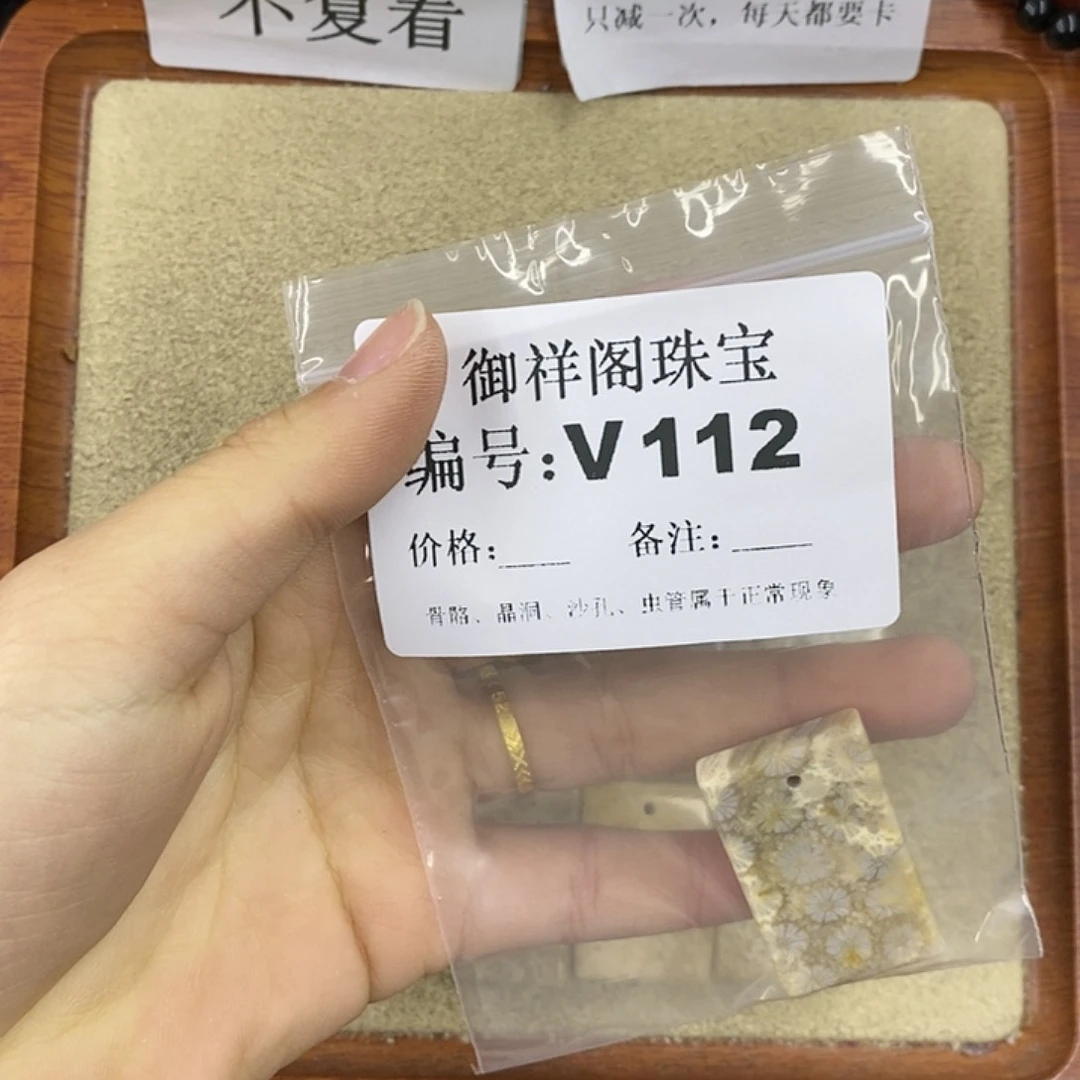 不复看
只减一次，每天都要卡
御祥阁珠宝
编号:V112
价格:____ 备注:____
骨骼、晶洞、沙孔、虫管属于正常现象